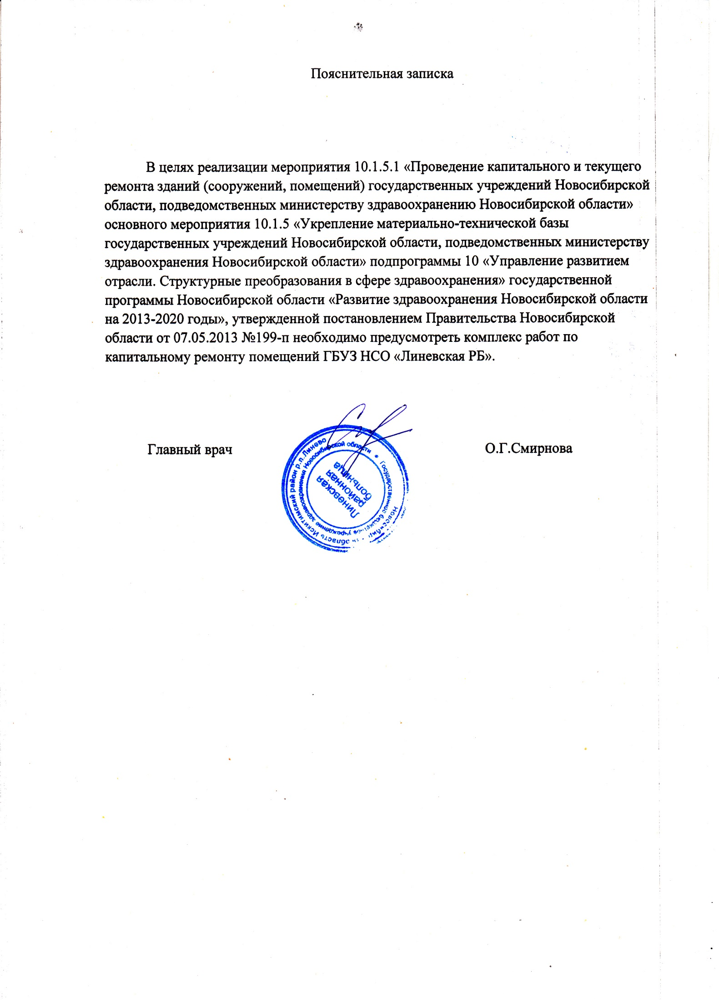 Пояснительная записка
В целях реализации мероприятия 10.1.5.1 «Проведение капитального и текущего
ремонта зданий (сооружений, помещений) государственных учреждений Новосибирской
области, подведомственных министерству здравоохранению Новосибирской области»
основного мероприятия 10.1.5 «Укрепление материально-технической базы
государственных учреждений Новосибирской области, подведомственных министерству
здравоохранения Новосибирской области» подпрограммы 10 «Управление развитием
отрасли. Структурные преобразования в сфере здравоохранения» государственной
программы Новосибирской области «Развитие здравоохранения Новосибирской области
на 2013-2020 годы», утвержденной постановлением Правительства Новосибирской
области от 07.05.2013 №199-п необходимо предусмотреть комплекс работ по
капитальному ремонту помещений ГБУЗ НСО «Линевская РБ».
Главный врач
О.Г.Смирнова
область Искитимский район р.п.Линево
Государственное бюджетное учреждение здравоохранения Новосибирской области *
Линевская
районная
больница